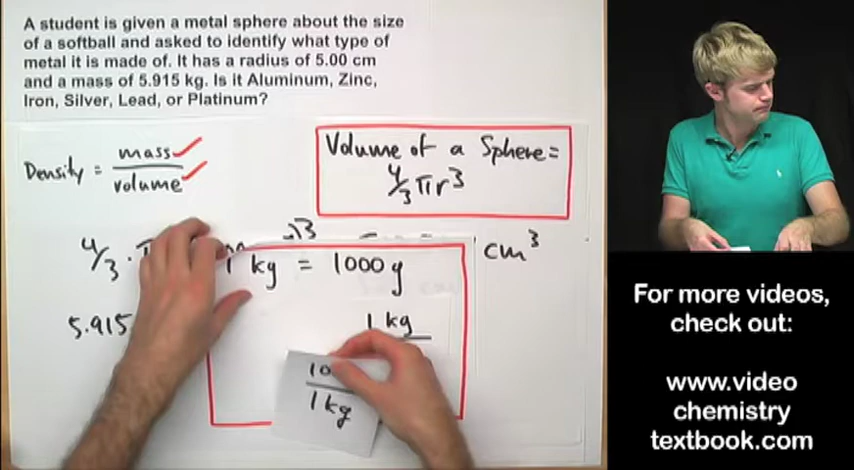 A student is given a metal sphere about the size
of a softball and asked to identify what type of
metal it is made of. It has a radius of 5.00 cm
and a mass of 5.915 kg. Is it Aluminum, Zinc,
Iron, Silver, Lead, or Platinum?
Density = mass / volume
Volume of a Sphere =
4/3 πr³
4/3 ·
cm³
1 kg = 1000 g
5.915
1 kg
10
1 kg
For more videos,
check out:
www.video
chemistry
textbook.com